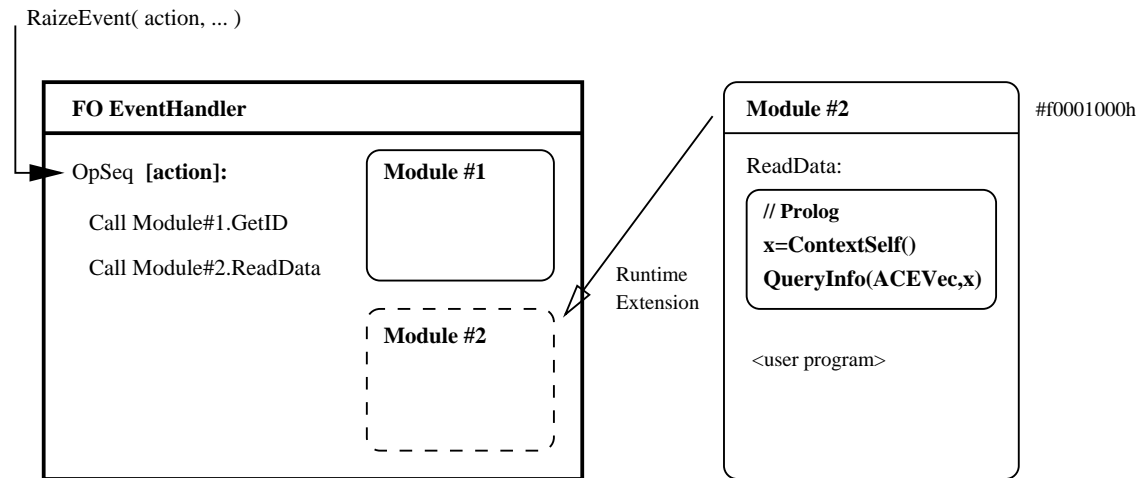 RaizeEvent( action, ... )
FO EventHandler
OpSeq [action]:
Call Module#1.GetID
Call Module#2.ReadData
Module #1
Module #2
Runtime
Extension
Module #2
#f0001000h
ReadData:
// Prolog
x=ContextSelf()
QueryInfo(ACEVec,x)
<user program>